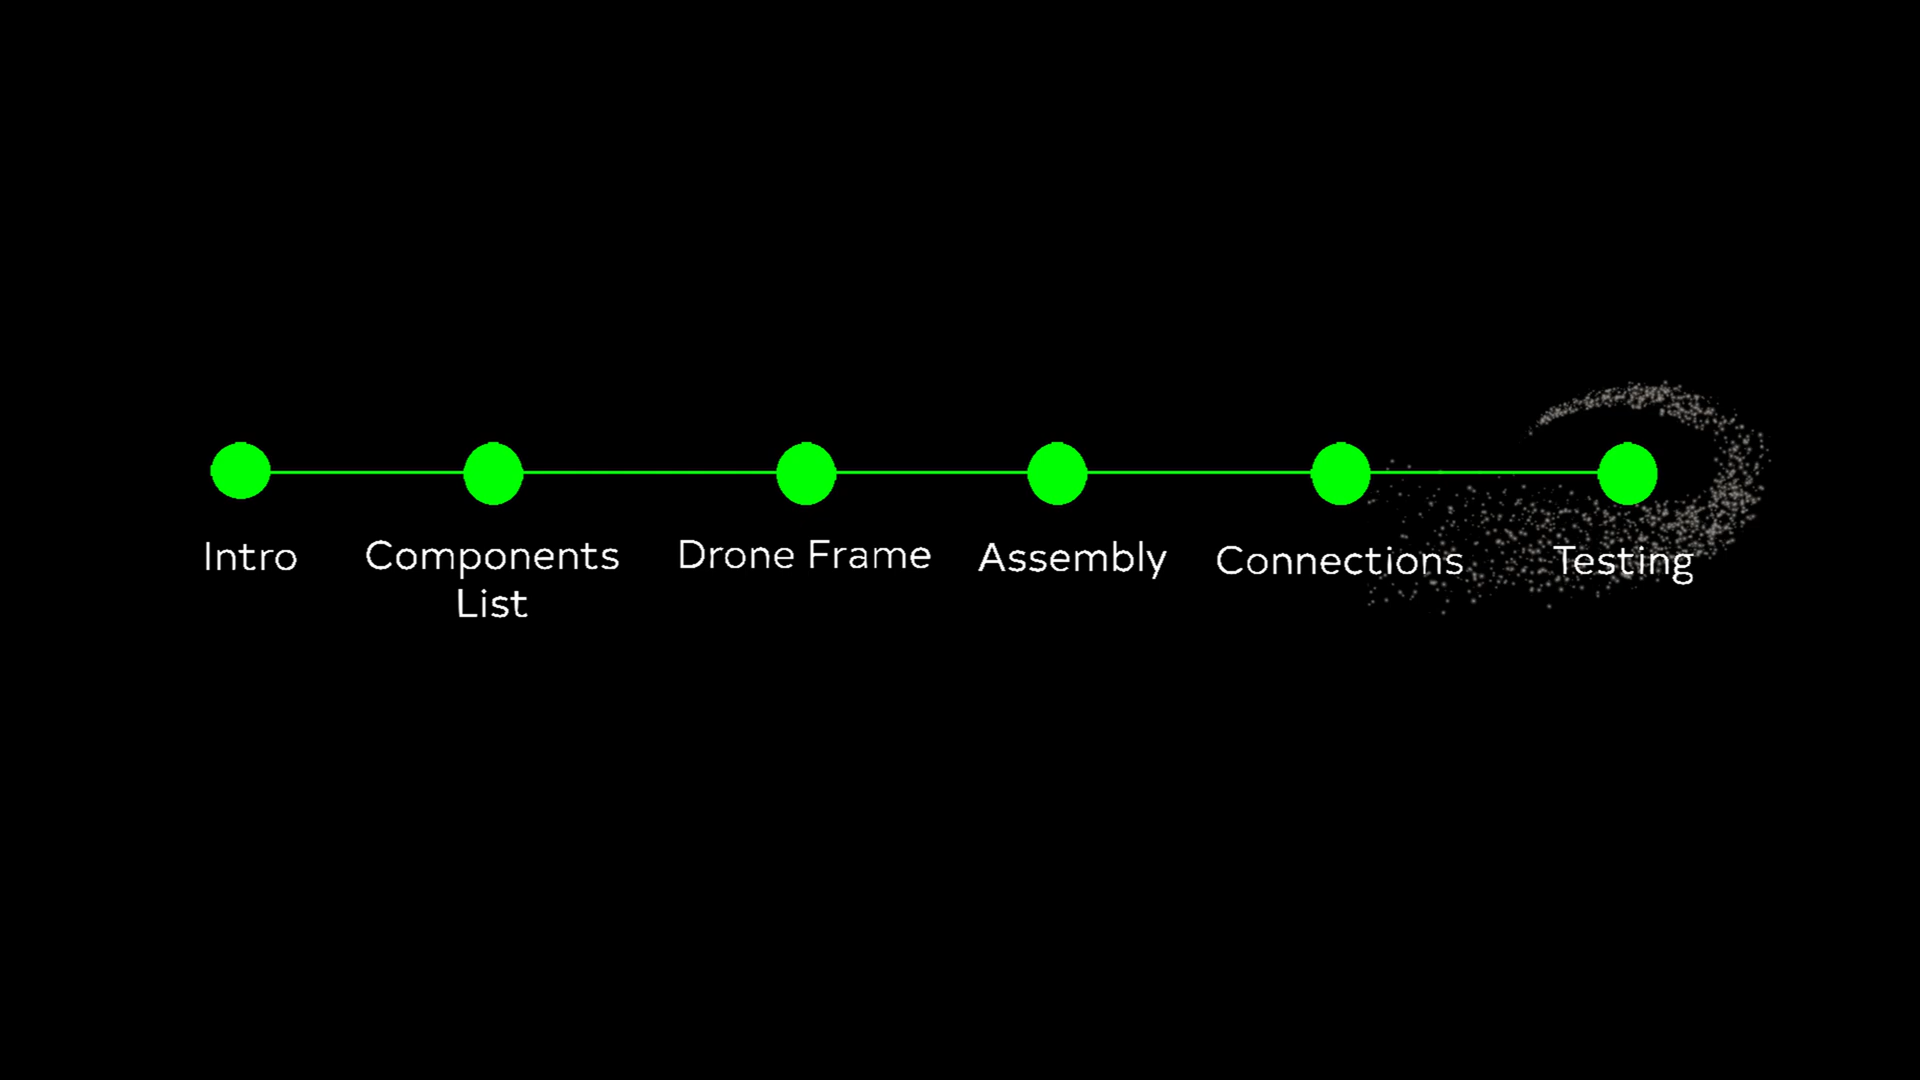 Intro
Components
List
Drone Frame
Assembly
Connections
Testing